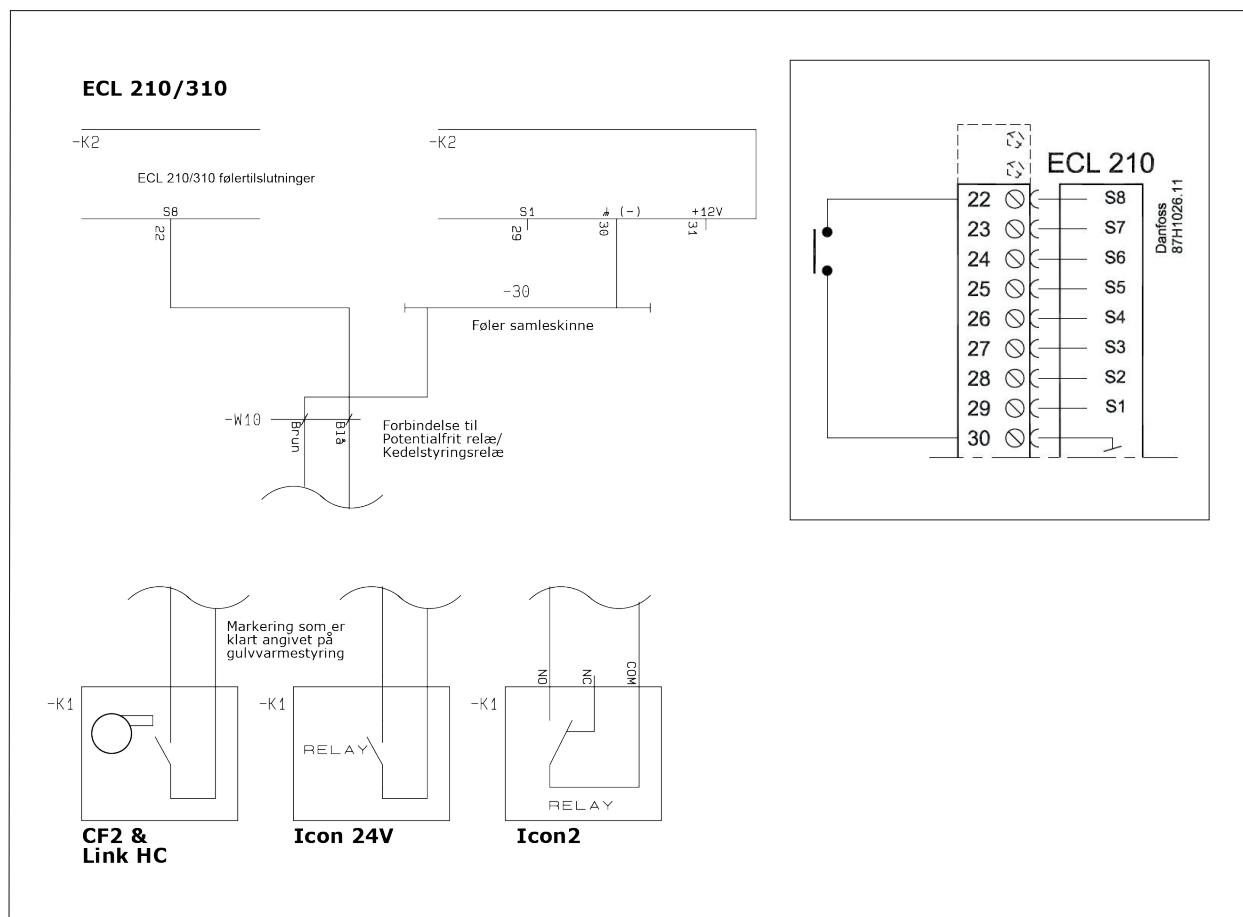 ECL 210/310
-K2
ECL 210/310 følertilslutninger
S8
22
-K2
S1
(-)
+12V
29
30
31
-30
Føler samleskinne
-W10
Brun
Blå
Forbindelse til
Potentialfrit relæ/
Kedelstyringsrelæ
ECL 210
Danfoss
87H1026.11
22 S8
23 S7
24 S6
25 S5
26 S4
27 S3
28 S2
29 S1
30
Markering som er
klart angivet på
gulvvarmestyring
-K1
CF2 &
Link HC
-K1
RELAY
Icon 24V
NO
NC
COM
-K1
RELAY
Icon2